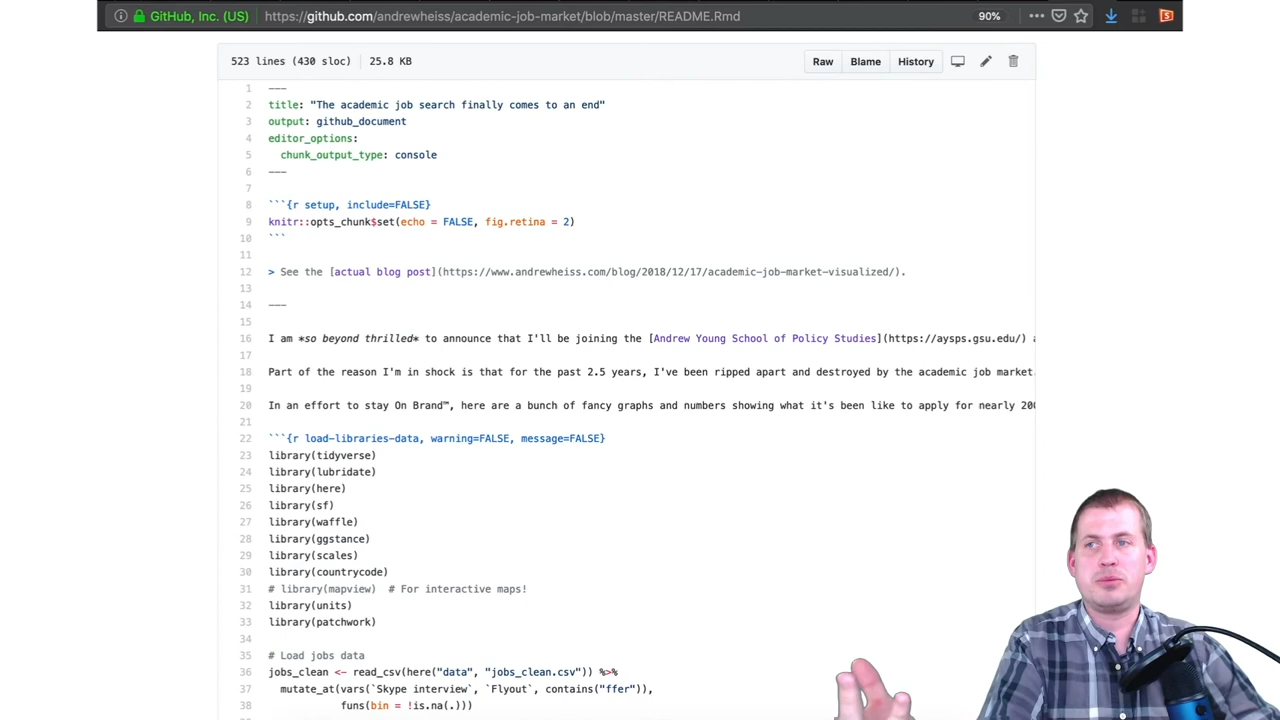 GitHub, Inc. (US) https://github.com/andrewheiss/academic-job-market/blob/master/README.Rmd 90%
523 lines (430 sloc) 25.8 KB Raw Blame History
1 ---
2 title: "The academic job search finally comes to an end"
3 output: github_document
4 editor_options:
5 chunk_output_type: console
6 ---
7
8 ```{r setup, include=FALSE}
9 knitr::opts_chunk$set(echo = FALSE, fig.retina = 2)
10 ```
11
12 > See the [actual blog post](https://www.andrewheiss.com/blog/2018/12/17/academic-job-market-visualized/).
13
14 ---
15
16 I am *so beyond thrilled* to announce that I'll be joining the [Andrew Young School of Policy Studies](https://aysps.gsu.edu/)
17
18 Part of the reason I'm in shock is that for the past 2.5 years, I've been ripped apart and destroyed by the academic job market.
19
20 In an effort to stay On Brand™, here are a bunch of fancy graphs and numbers showing what it's been like to apply for nearly 200
21
22 ```{r load-libraries-data, warning=FALSE, message=FALSE}
23 library(tidyverse)
24 library(lubridate)
25 library(here)
26 library(sf)
27 library(waffle)
28 library(ggstance)
29 library(scales)
30 library(countrycode)
31 # library(mapview) # For interactive maps!
32 library(units)
33 library(patchwork)
34
35 # Load jobs data
36 jobs_clean <- read_csv(here("data", "jobs_clean.csv")) %>%
37 mutate_at(vars(`Skype interview`, `Flyout`, contains("ffer")),
38 funs(bin = !is.na(.)))